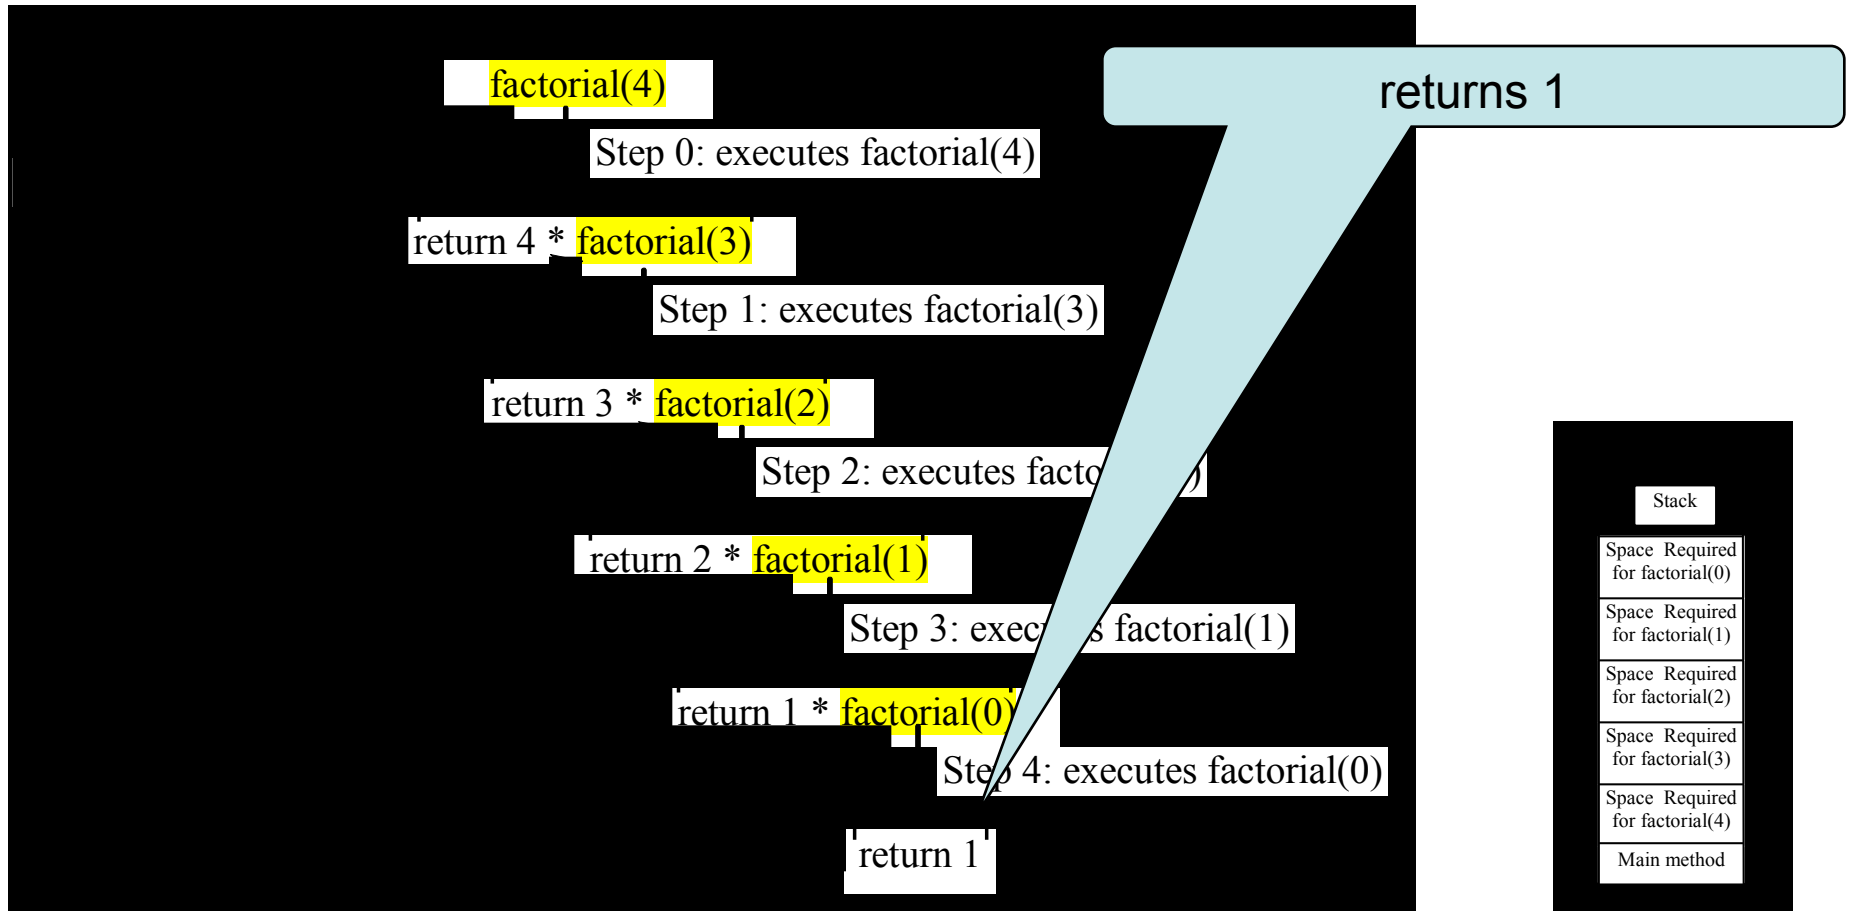 factorial(4)
returns 1
Step 0: executes factorial(4)
return 4 * factorial(3)
Step 1: executes factorial(3)
return 3 * factorial(2)
Step 2: executes facto )
return 2 * factorial(1)
Step 3: exec s factorial(1)
return 1 * factorial(0)
Step 4: executes factorial(0)
return 1
Stack
Space Required
for factorial(0)
Space Required
for factorial(1)
Space Required
for factorial(2)
Space Required
for factorial(3)
Space Required
for factorial(4)
Main method